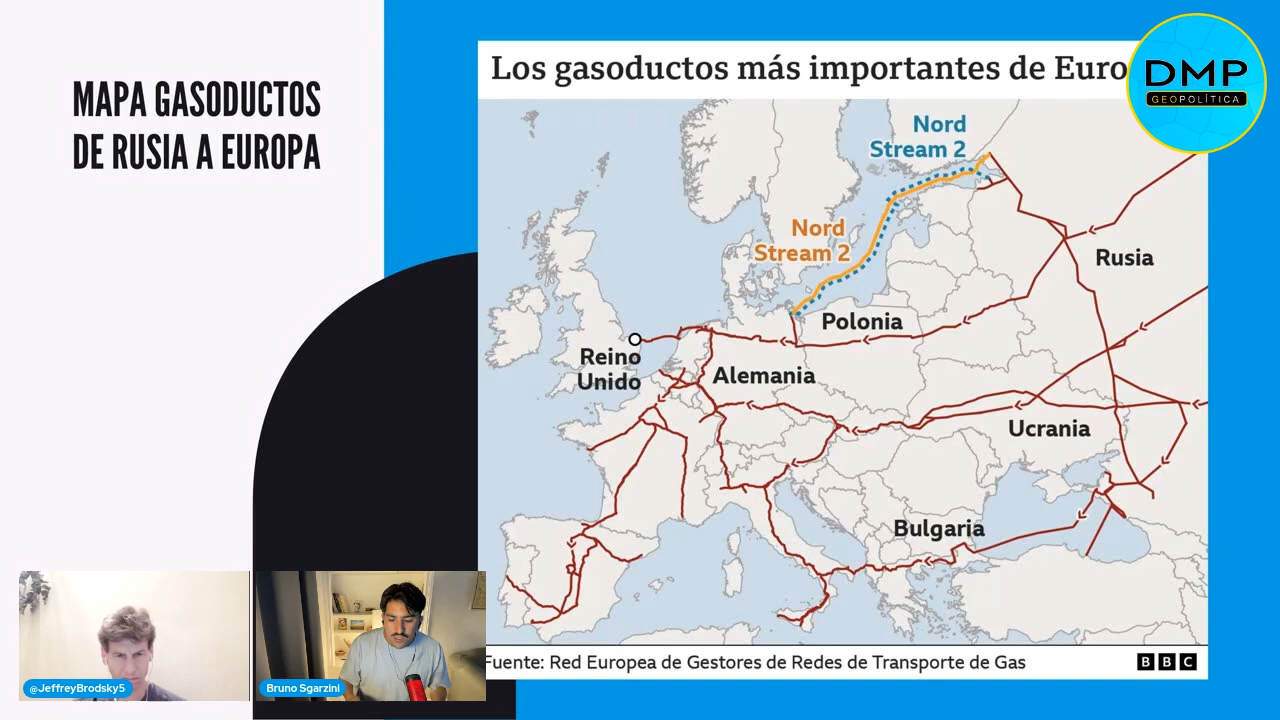 MAPA GASODUCTOS
DE RUSIA A EUROPA
Los gasoductos más importantes de Euro
DMP
GEOPOLÍTICA
Nord
Stream 2
Nord
Stream 2
Rusia
Polonia
Reino
Unido
Alemania
Ucrania
Bulgaria
Fuente: Red Europea de Gestores de Redes de Transporte de Gas
BBC
@JeffreyBrodsky5
Bruno Sgarzini